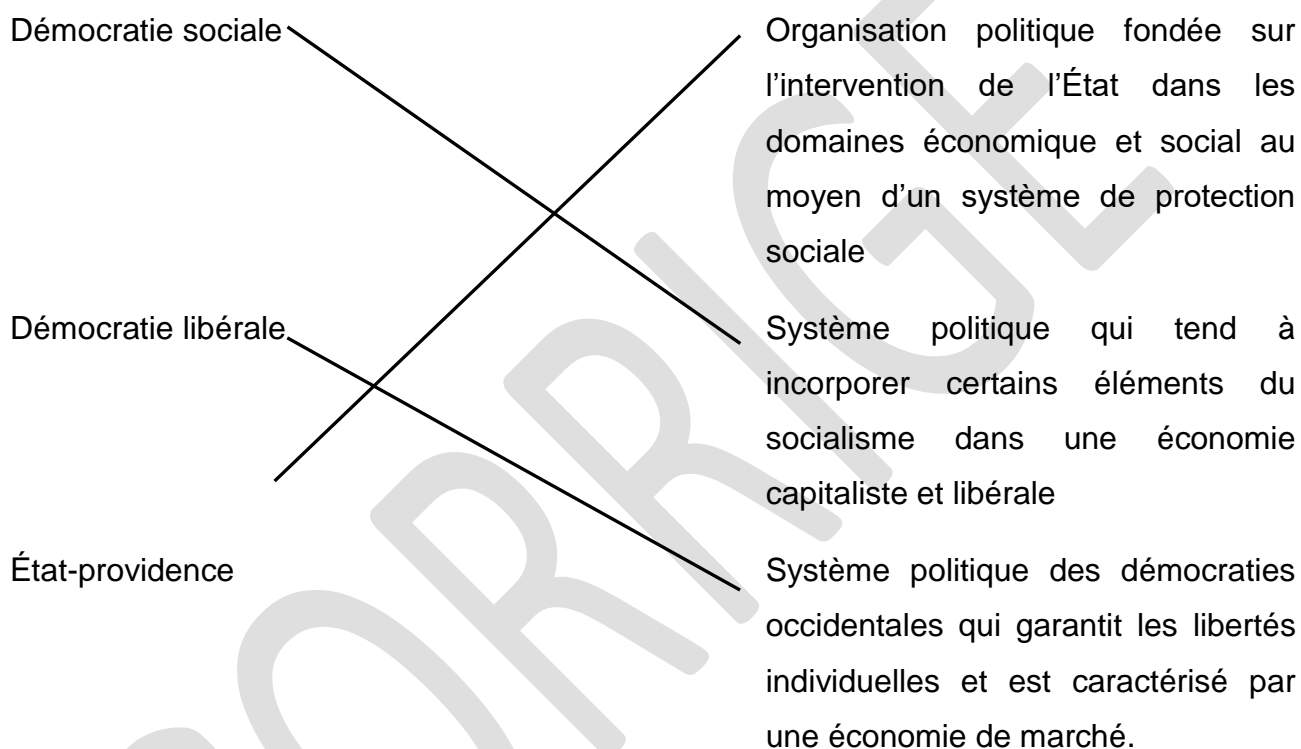 Démocratie sociale
Organisation politique fondée sur
l'intervention de l'État dans les
domaines économique et social au
moyen d'un système de protection
sociale
Démocratie libérale
Système politique qui tend à
incorporer certains éléments du
socialisme dans une économie
capitaliste et libérale
État-providence
Système politique des démocraties
occidentales qui garantit les libertés
individuelles et est caractérisé par
une économie de marché.